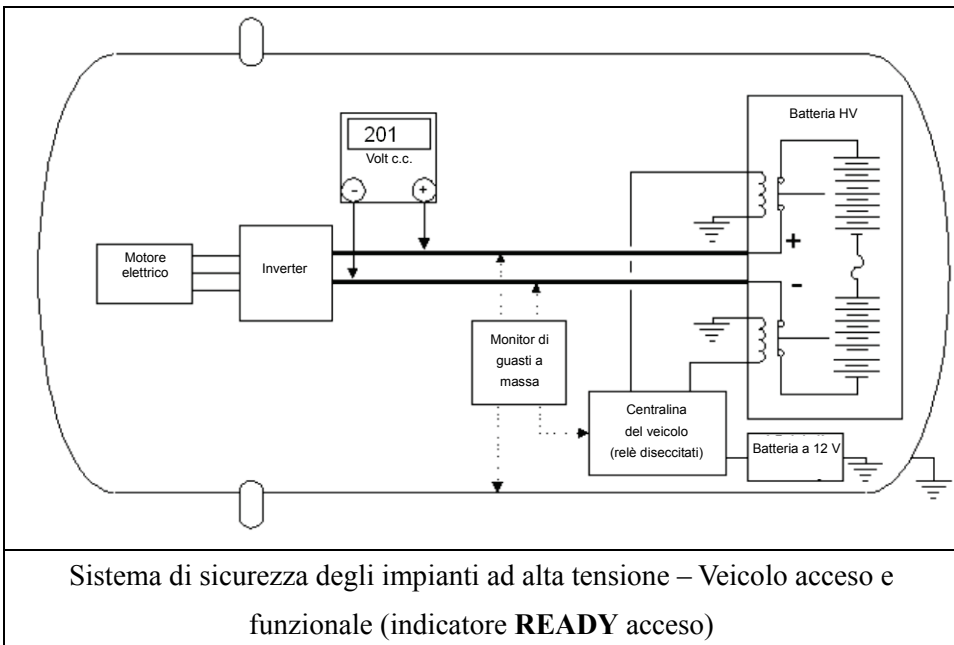 Batteria HV
201
Volt c.c.
-
+
Motore
elettrico
Inverter
+
-
Monitor di
guasti a
massa
Centralina
del veicolo
(relè diseccitati)
Batteria a 12 V
Sistema di sicurezza degli impianti ad alta tensione – Veicolo acceso e
funzionale (indicatore READY acceso)